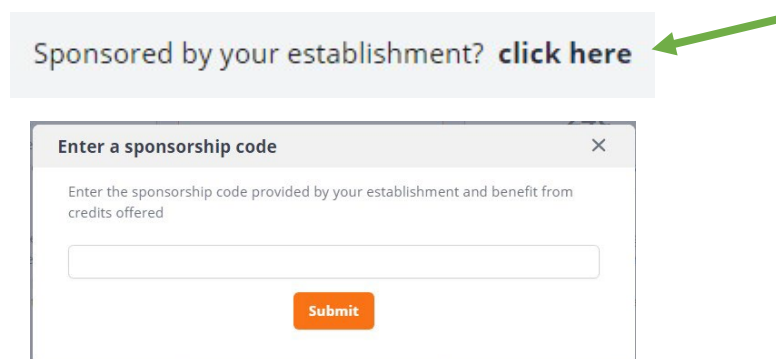 Sponsored by your establishment? click here
Enter a sponsorship code
Enter the sponsorship code provided by your establishment and benefit from
credits offered
Submit